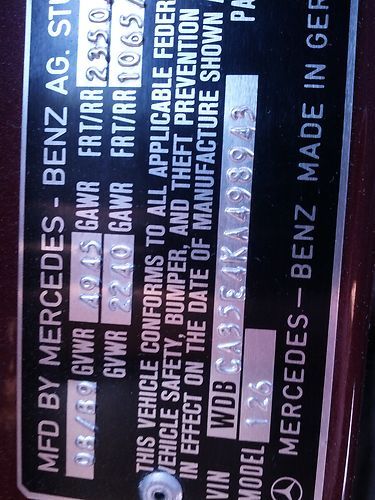 MFD BY MERCEDES - BENZ AG. ST
08/89 GVWR 4945 GAWR FRT/RR 2350
GVWR 2240 GAWR FRT/RR 1065/
THIS VEHICLE CONFORMS TO ALL APPLICABLE FEDER
VEHICLE SAFETY, BUMPER, AND THEFT PREVENTION
IN EFFECT ON THE DATE OF MANUFACTURE SHOWN
VIN WDB CA35E4KA498943 PA
MODEL 126
MERCEDES - BENZ MADE IN GER